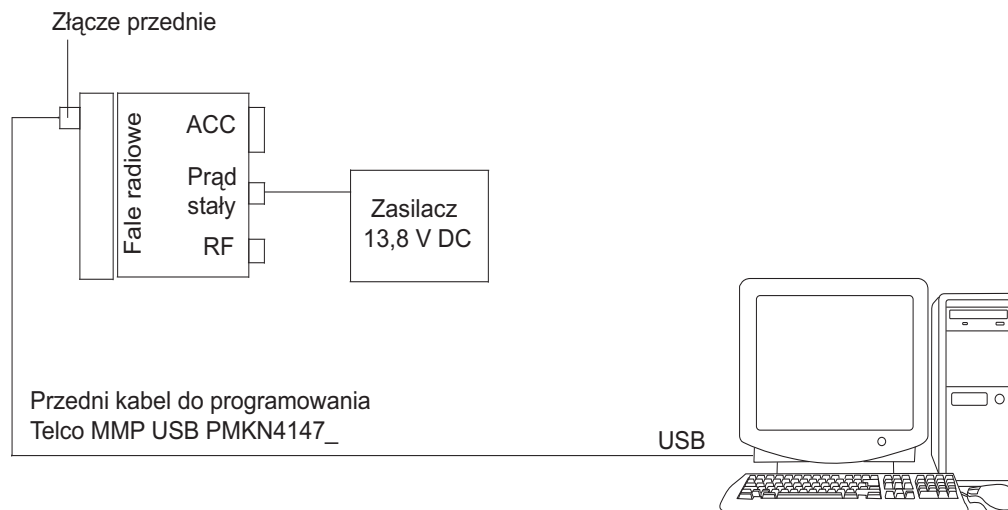 Złącze przednie
Fale radiowe
ACC
Prąd
stały
RF
Zasilacz
13,8 V DC
Przedni kabel do programowania
Telco MMP USB PMKN4147_
USB